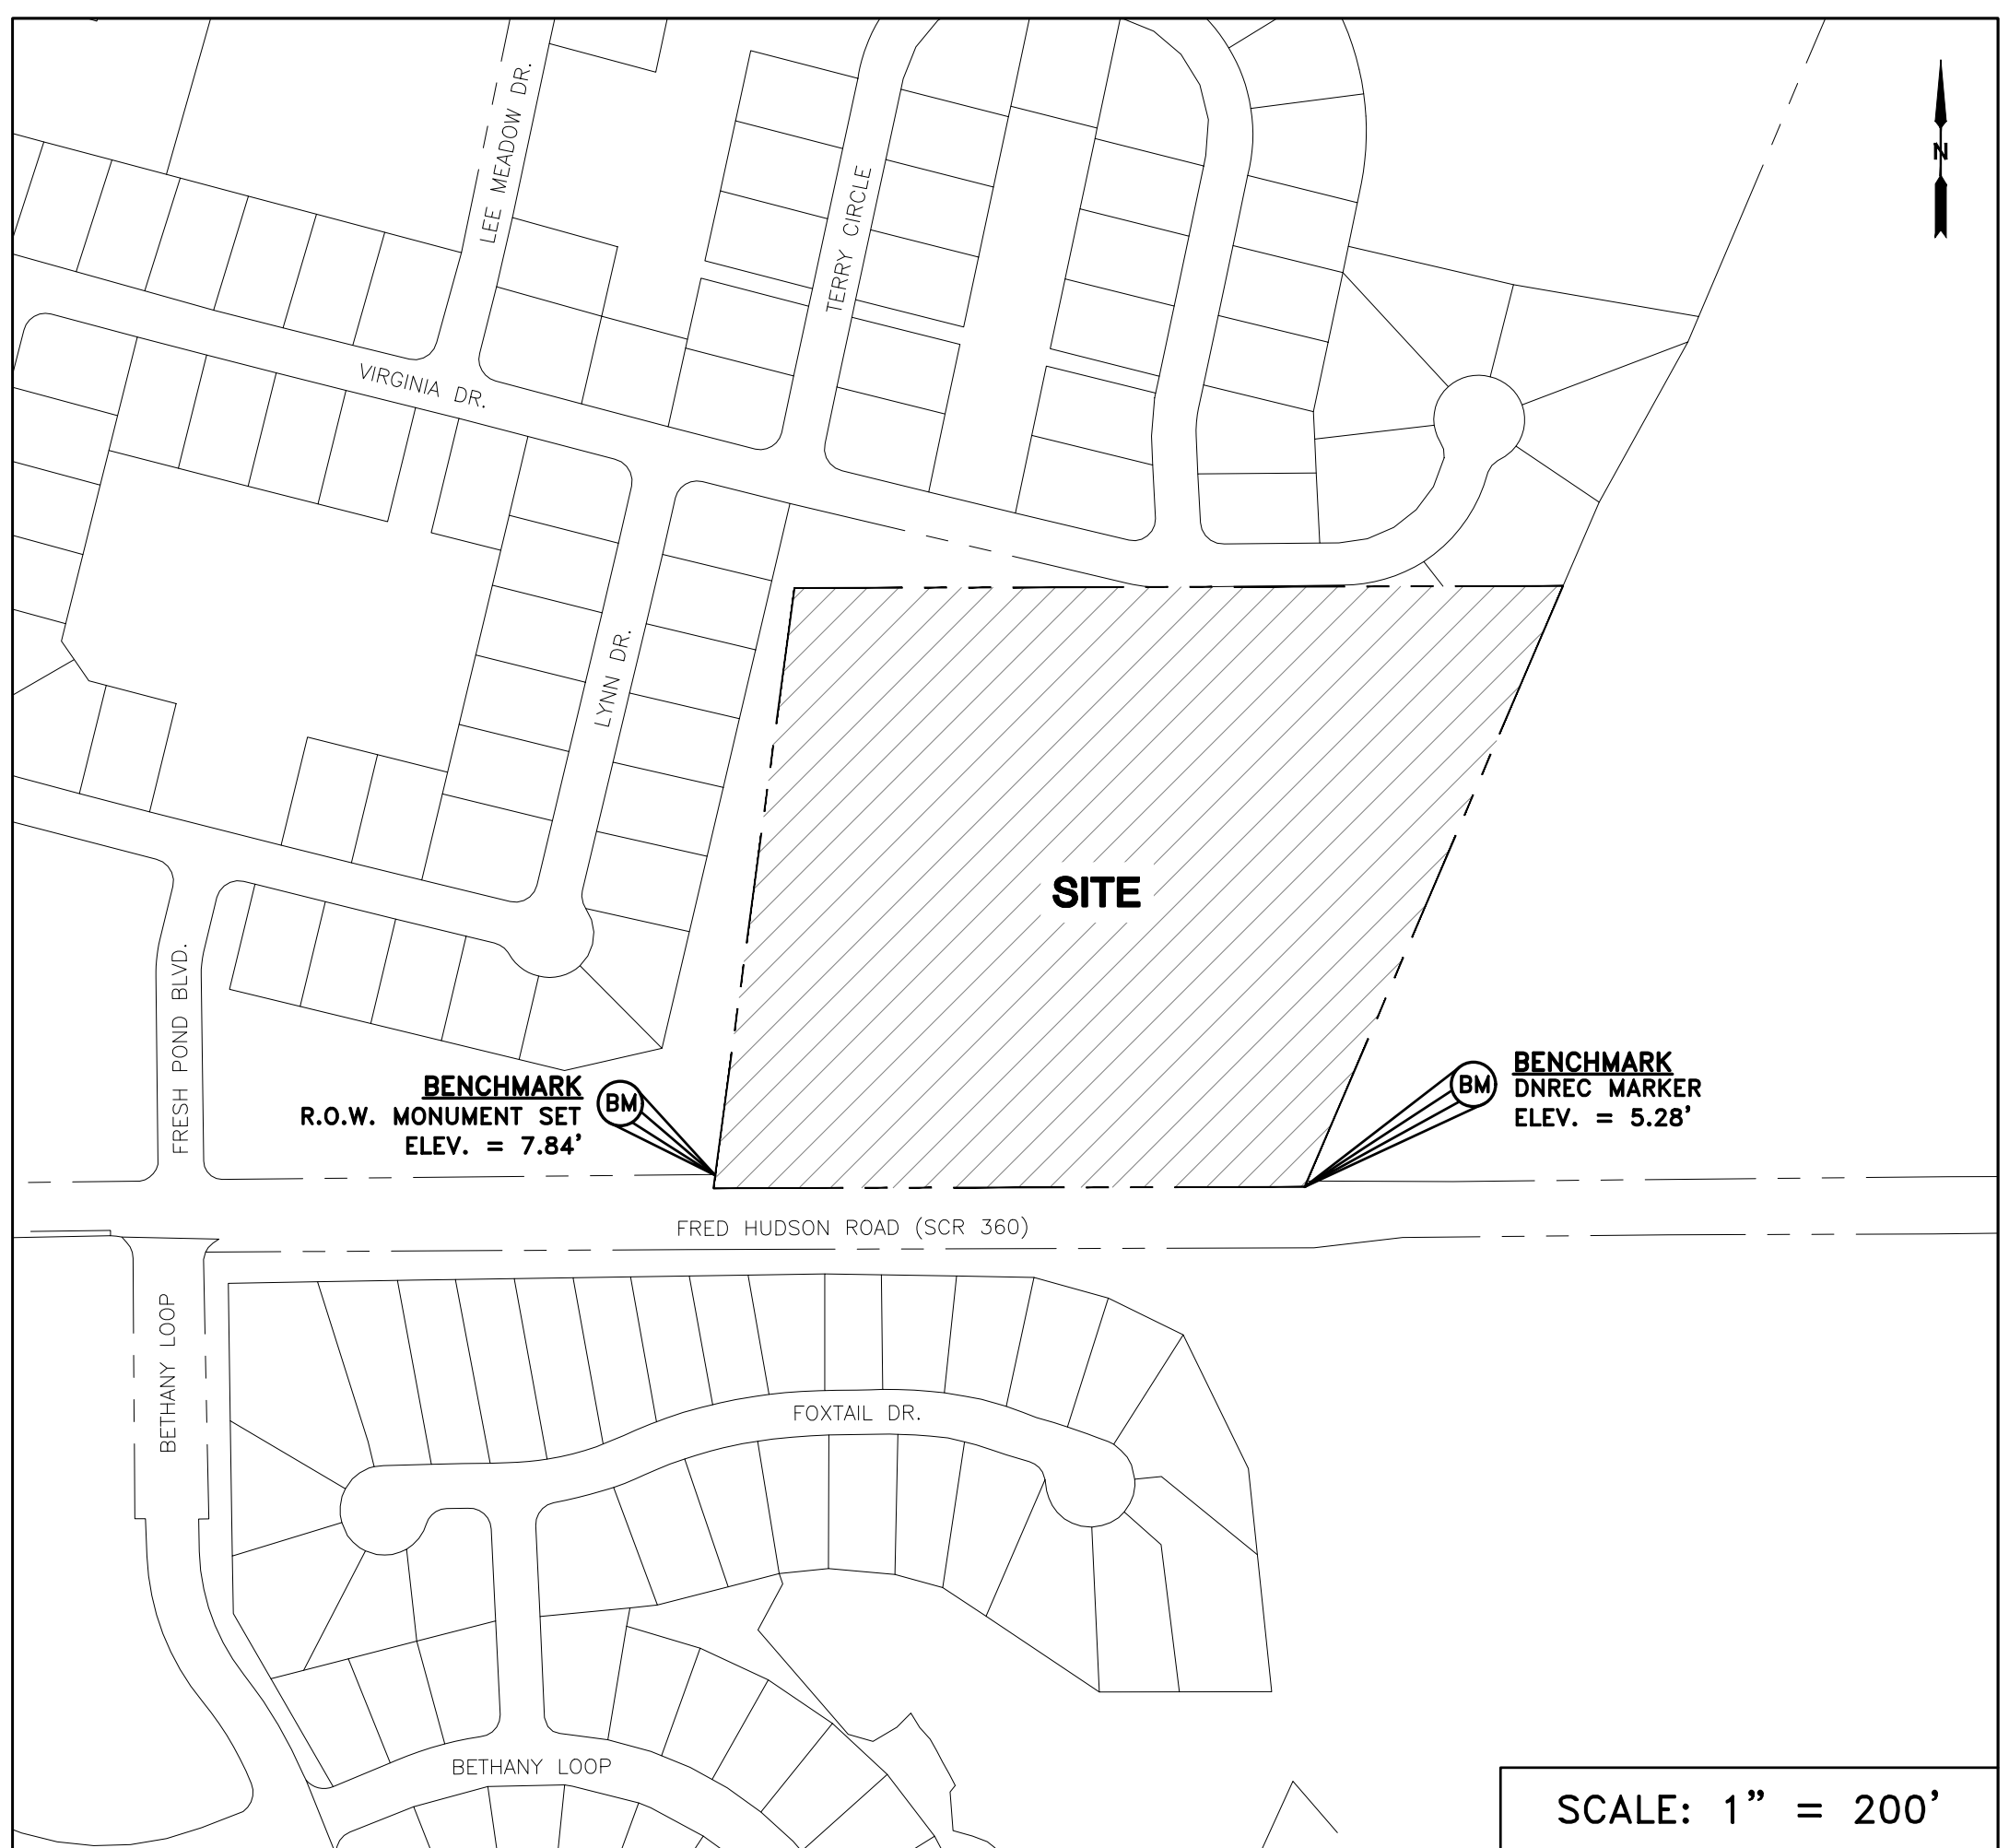 LEE MEADOW DR.
N
TERRY CIRCLE
VIRGINIA DR.
LYNN DR.
SITE
FRESH POND BLVD.
BENCHMARK
R.O.W. MONUMENT SET
ELEV. = 7.84'
BM
BM
BENCHMARK
DNREC MARKER
ELEV. = 5.28'
FRED HUDSON ROAD (SCR 360)
BETHANY LOOP
FOXTAIL DR.
BETHANY LOOP
SCALE: 1" = 200'